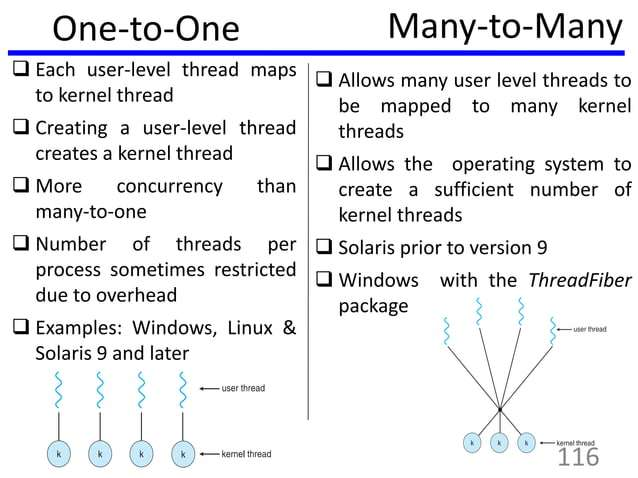 One-to-One
❑ Each user-level thread maps
to kernel thread
❑ Creating a user-level thread
creates a kernel thread
❑ More concurrency than
many-to-one
❑ Number of threads per
process sometimes restricted
due to overhead
❑ Examples: Windows, Linux &
Solaris 9 and later
user thread
k k k k
kernel thread
Many-to-Many
❑ Allows many user level threads to
be mapped to many kernel
threads
❑ Allows the operating system to
create a sufficient number of
kernel threads
❑ Solaris prior to version 9
❑ Windows with the ThreadFiber
package
user thread
k k k
kernel thread
116